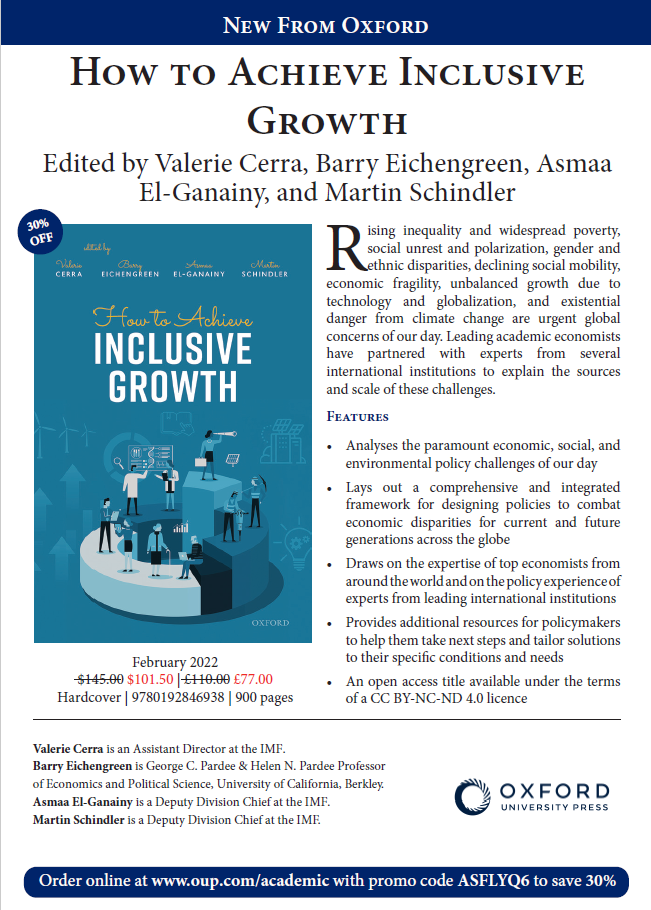 New From Oxford
How to Achieve Inclusive
Growth
Edited by Valerie Cerra, Barry Eichengreen, Asmaa
El-Ganainy, and Martin Schindler
30%
OFF
edited by
Valerie Barry Asmaa Martin
CERRA EICHENGREEN EL-GANAINY SCHINDLER
How to Achieve
INCLUSIVE
GROWTH
OXFORD
February 2022
$145.00 $101.50 | £110.00 £77.00
Hardcover | 9780192846938 | 900 pages
Rising inequality and widespread poverty,
social unrest and polarization, gender and
ethnic disparities, declining social mobility,
economic fragility, unbalanced growth due to
technology and globalization, and existential
danger from climate change are urgent global
concerns of our day. Leading academic economists
have partnered with experts from several
international institutions to explain the sources
and scale of these challenges.
Features
• Analyses the paramount economic, social, and
environmental policy challenges of our day
• Lays out a comprehensive and integrated
framework for designing policies to combat
economic disparities for current and future
generations across the globe
• Draws on the expertise of top economists from
around the world and on the policy experience of
experts from leading international institutions
• Provides additional resources for policymakers
to help them take next steps and tailor solutions
to their specific conditions and needs
• An open access title available under the terms
of a CC BY-NC-ND 4.0 licence
Valerie Cerra is an Assistant Director at the IMF.
Barry Eichengreen is George C. Pardee & Helen N. Pardee Professor
of Economics and Political Science, University of California, Berkley.
Asmaa El-Ganainy is a Deputy Division Chief at the IMF.
Martin Schindler is a Deputy Division Chief at the IMF.
OXFORD
UNIVERSITY PRESS
Order online at www.oup.com/academic with promo code ASFLYQ6 to save 30%